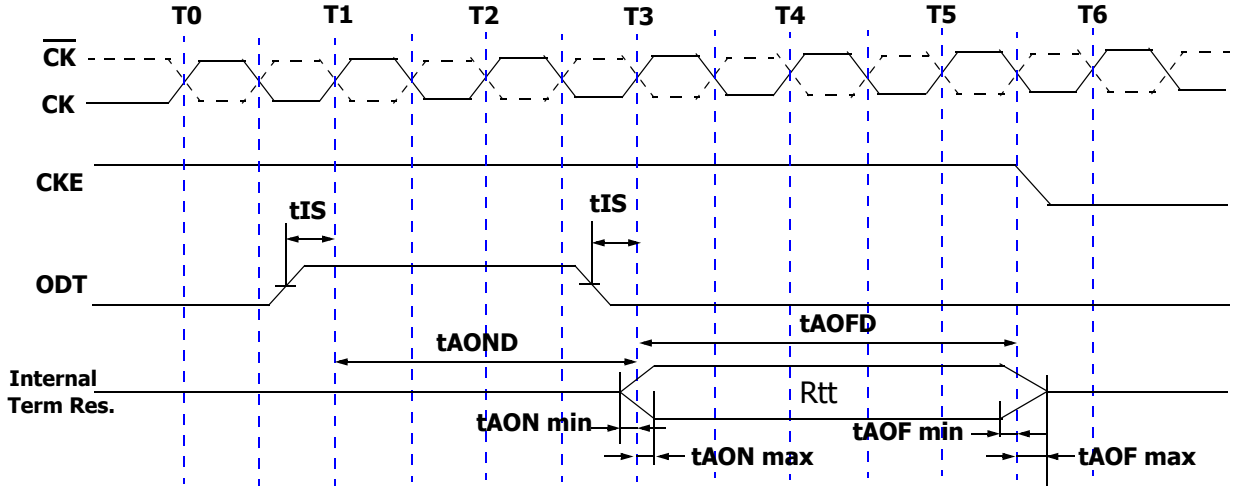 T0 T1 T2 T3 T4 T5 T6
CK
CK
CKE
tIS
tIS
ODT
tAOFD
tAOND
Internal
Term Res.
Rtt
tAON min
tAOF min
tAON max
tAOF max